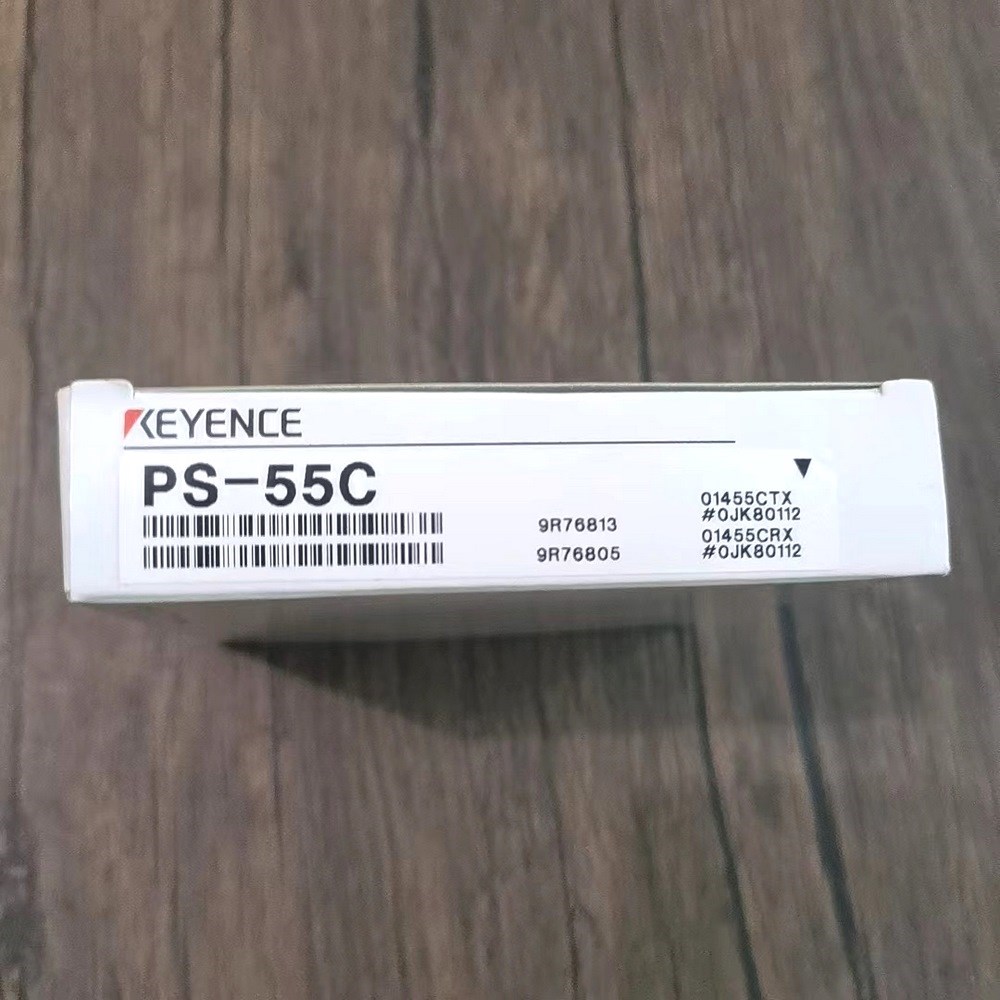 KEYENCE
PS-55C
9R76813
9R76805
01455CTX
#0JK80112
01455CRX
#0JK80112